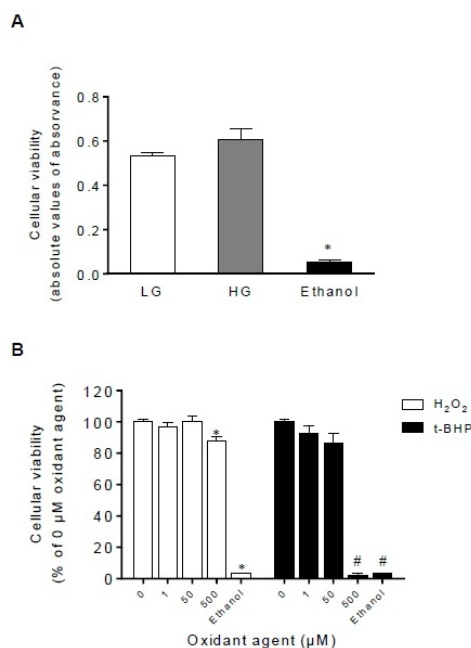 A
Cellular viability
(absolute values of absorvance)
0.8
0.6
0.4
0.2
0.0
*
LG HG Ethanol
B
Cellular viability
(% of 0 µM oxidant agent)
120
100
80
60
40
20
0
* * # #
H₂O₂
t-BHP
0 1 50 500 Ethanol 0 1 50 500 Ethanol
Oxidant agent (µM)